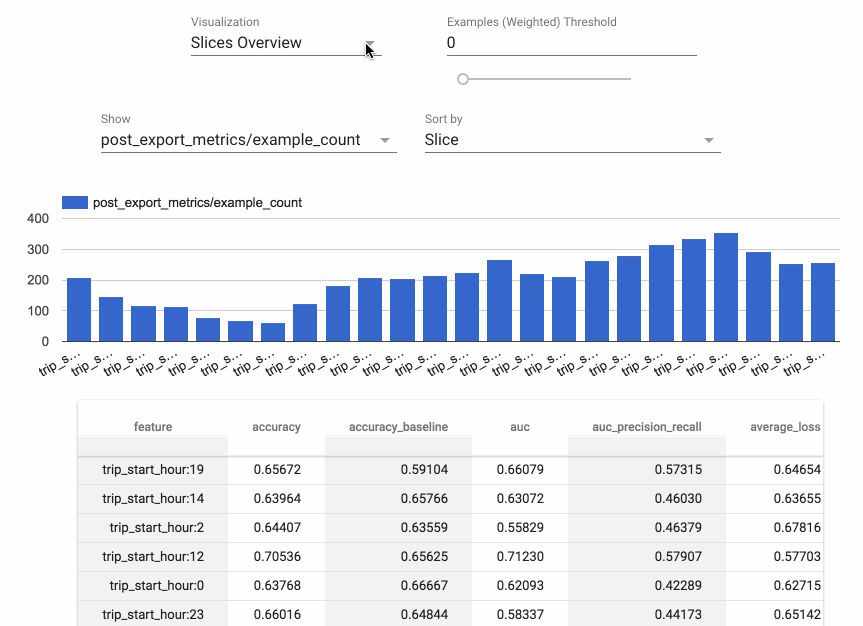 Visualization
Examples (Weighted) Threshold
Slices Overview
0
Show
Sort by
post_export_metrics/example_count
Slice
post_export_metrics/example_count
400
300
200
100
0
trip_s... trip_s... trip_s... trip_s... trip_s... trip_s... trip_s... trip_s... trip_s... trip_s... trip_s... trip_s... trip_s... trip_s... trip_s... trip_s... trip_s... trip_s... trip_s... trip_s... trip_s... trip_s... trip_s... trip_s...
feature accuracy accuracy_baseline auc auc_precision_recall average_loss
trip_start_hour:19 0.65672 0.59104 0.66079 0.57315 0.64654
trip_start_hour:14 0.63964 0.65766 0.63072 0.46030 0.63655
trip_start_hour:2 0.64407 0.63559 0.55829 0.46379 0.67816
trip_start_hour:12 0.70536 0.65625 0.71230 0.57907 0.57703
trip_start_hour:0 0.63768 0.66667 0.62093 0.42289 0.62715
trip_start_hour:23 0.66016 0.64844 0.58337 0.44173 0.65142